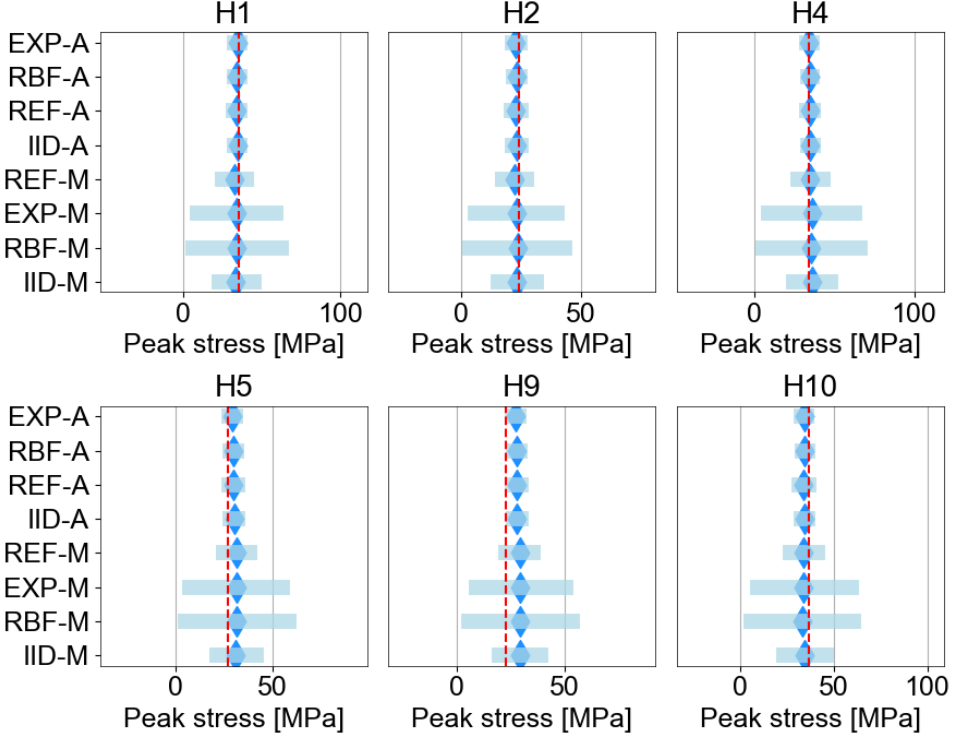 H1 H2 H4
EXP-A
RBF-A
REF-A
IID-A
REF-M
EXP-M
RBF-M
IID-M
0 100 0 50 0 100
Peak stress [MPa] Peak stress [MPa] Peak stress [MPa]
H5 H9 H10
EXP-A
RBF-A
REF-A
IID-A
REF-M
EXP-M
RBF-M
IID-M
0 50 0 50 0 50 100
Peak stress [MPa] Peak stress [MPa] Peak stress [MPa]